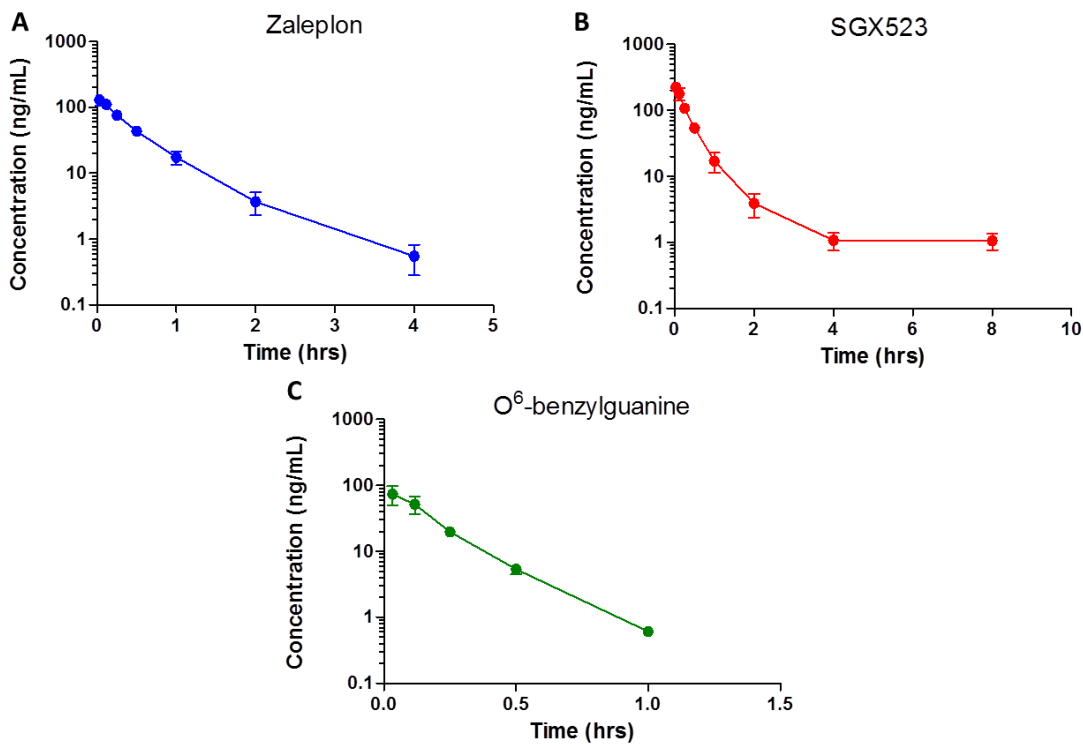 A
Zaleplon
Concentration (ng/mL)
1000
100
10
1
0.1
0 1 2 3 4 5
Time (hrs)
B
SGX523
Concentration (ng/mL)
1000
100
10
1
0.1
0 2 4 6 8 10
Time (hrs)
C
O⁶-benzylguanine
Concentration (ng/mL)
1000
100
10
1
0.1
0.0 0.5 1.0 1.5
Time (hrs)